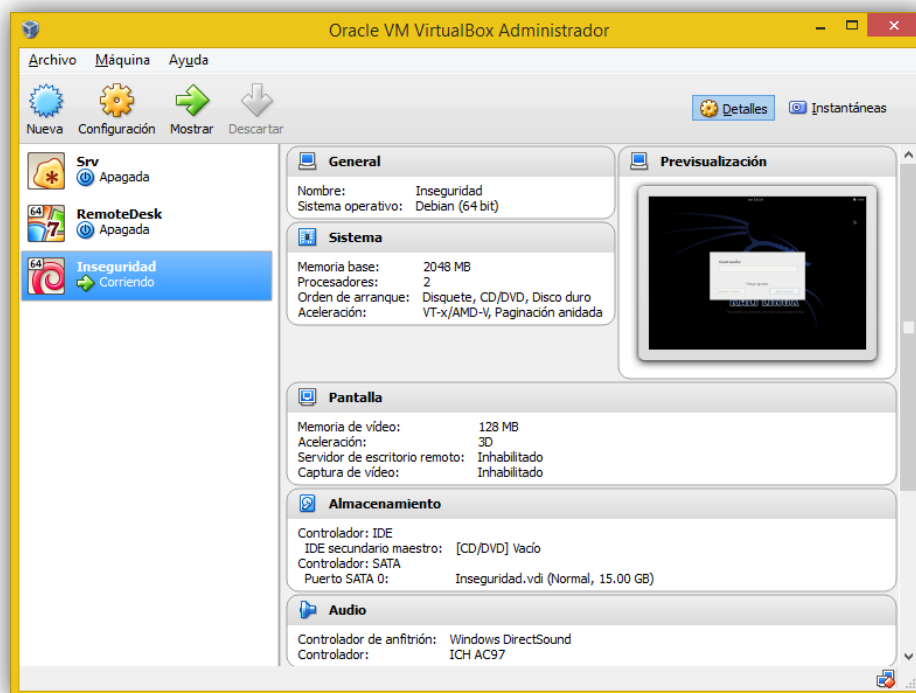 Oracle VM VirtualBox Administrador
Archivo Máquina Ayuda
Nueva Configuración Mostrar Descartar
Detalles Instantáneas
Srv
Apagada
64
RemoteDesk
7
Apagada
64
Inseguridad
Corriendo
General
Nombre: Inseguridad
Sistema operativo: Debian (64 bit)
Sistema
Memoria base: 2048 MB
Procesadores: 2
Orden de arranque: Disquete, CD/DVD, Disco duro
Aceleración: VT-x/AMD-V, Paginación anidada
Previsualización
Pantalla
Memoria de vídeo: 128 MB
Aceleración: 3D
Servidor de escritorio remoto: Inhabilitado
Captura de vídeo: Inhabilitado
Almacenamiento
Controlador: IDE
IDE secundario maestro: [CD/DVD] Vacío
Controlador: SATA
Puerto SATA 0: Inseguridad.vdi (Normal, 15.00 GB)
Audio
Controlador de anfitrión: Windows DirectSound
Controlador: ICH AC97